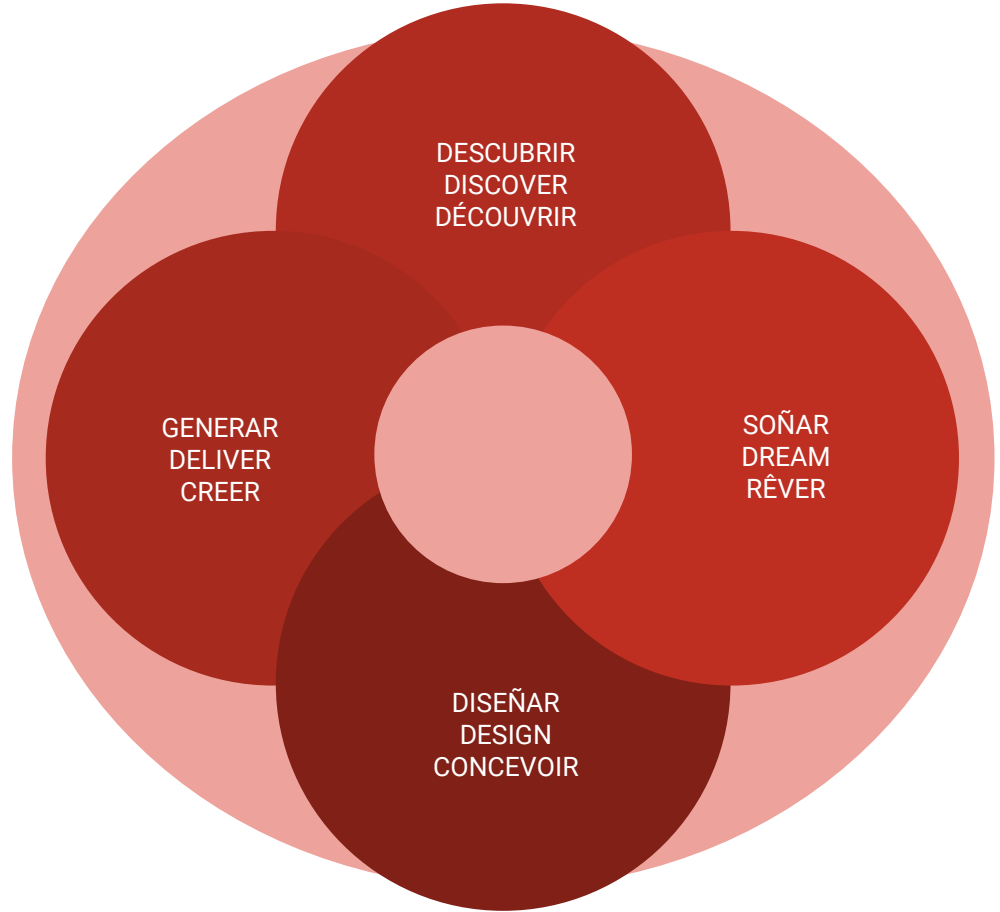 DESCUBRIR
DISCOVER
DÉCOUVRIR
SOÑAR
DREAM
RÊVER
DISEÑAR
DESIGN
CONCEVOIR
GENERAR
DELIVER
CREER